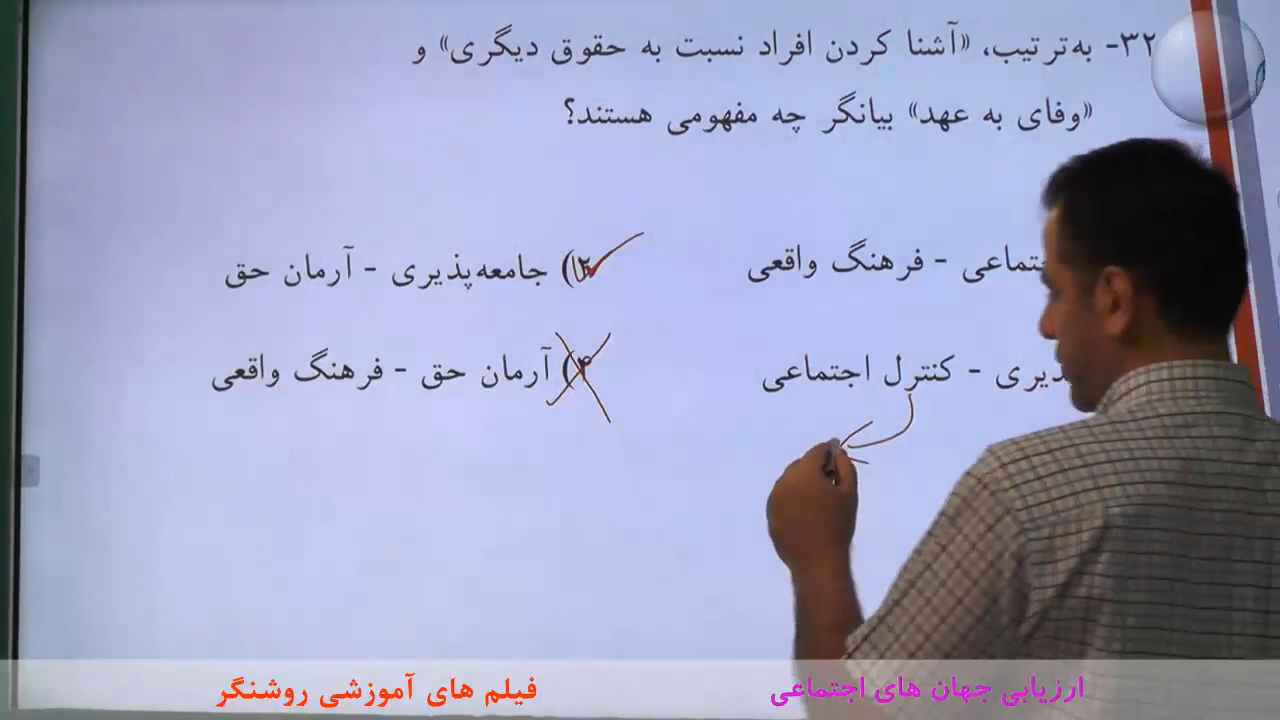 ۳۲- به‌ترتیب، «آشنا کردن افراد نسبت به حقوق دیگری» و
«وفای به عهد» بیانگر چه مفهومی هستند؟
فرهنگ واقعی
۲) جامعه‌پذیری - آرمان حق
کنترل اجتماعی
۴) آرمان حق - فرهنگ واقعی
ارزیابی جهان های اجتماعی
فیلم های آموزشی روشنگر